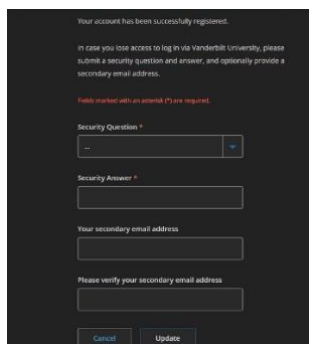 Your account has been successfully registered.
In case you lose access to log in via Vanderbilt University, please
submit a security question and answer, and optionally provide a
secondary email address.
Fields marked with an asterisk (*) are required.
Security Question *
--
Security Answer *
Your secondary email address
Please verify your secondary email address
Cancel Update